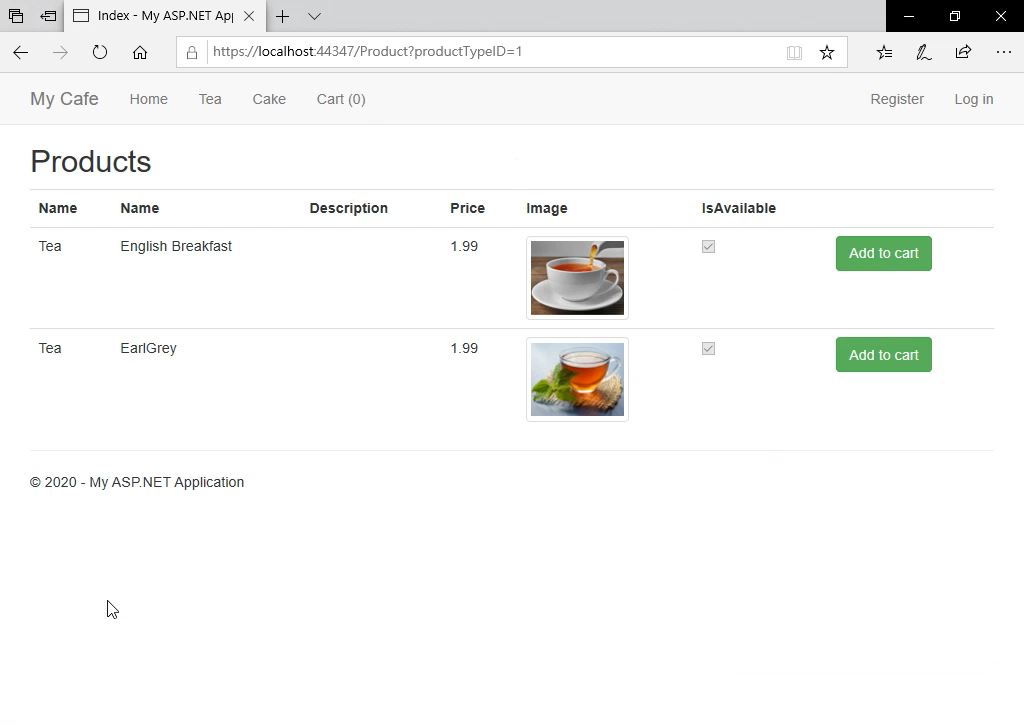 Index - My ASP.NET Ap
https://localhost:44347/Product?productTypeID=1
My Cafe Home Tea Cake Cart (0) Register Log in
Products
Name Name Description Price Image IsAvailable
Tea English Breakfast 1.99 Add to cart
Tea EarlGrey 1.99 Add to cart
© 2020 - My ASP.NET Application